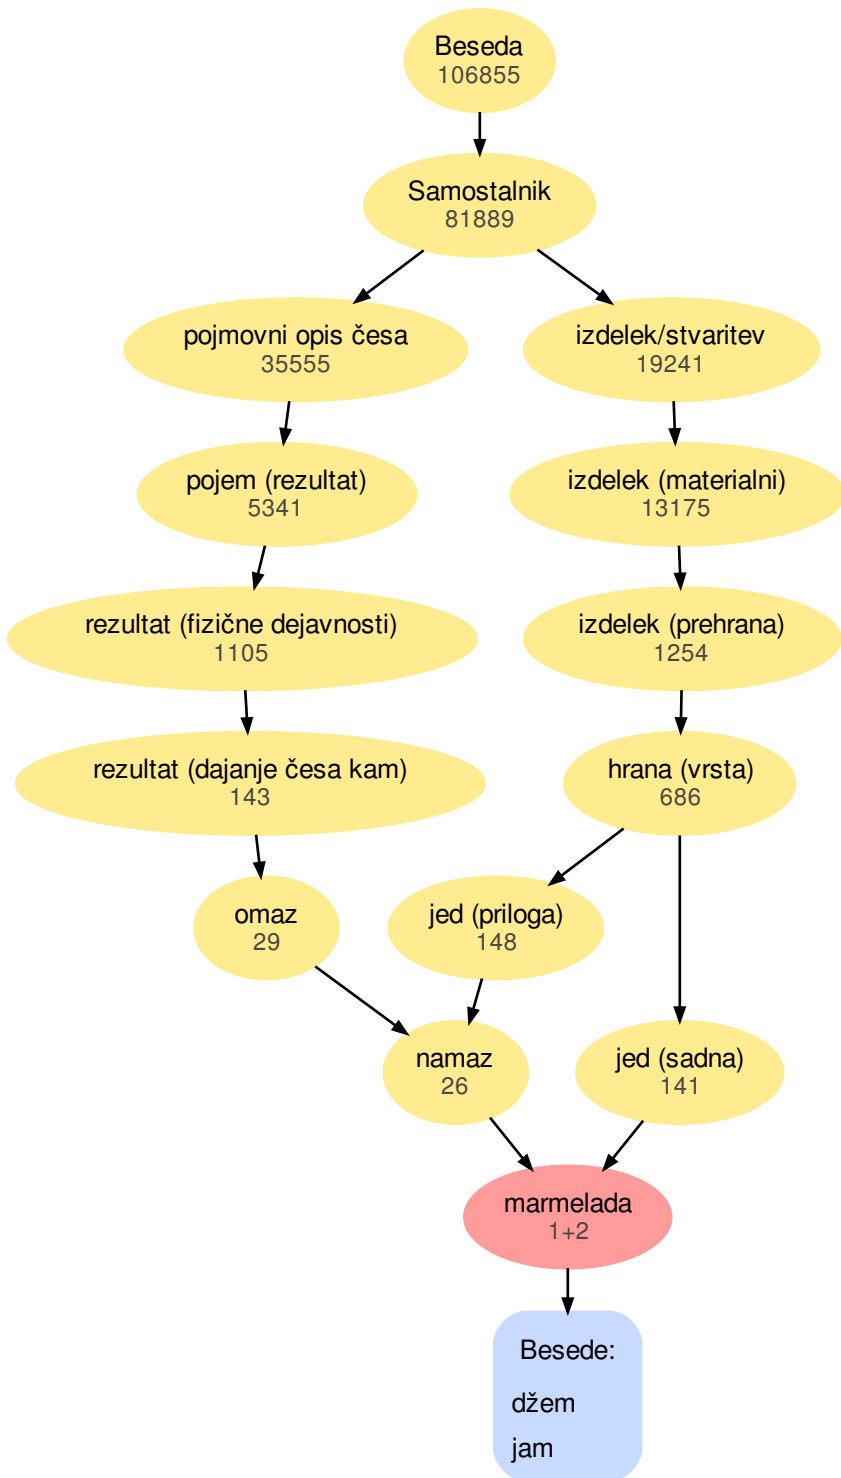 Beseda
106855
Samostalnik
81889
pojmovni opis česa
35555
izdelek/stvaritev
19241
pojem (rezultat)
5341
izdelek (materialni)
13175
rezultat (fizične dejavnosti)
1105
izdelek (prehrana)
1254
rezultat (dajanje česa kam)
143
hrana (vrsta)
686
omaz
29
jed (priloga)
148
namaz
26
jed (sadna)
141
marmelada
1+2
Besede:
džem
jam